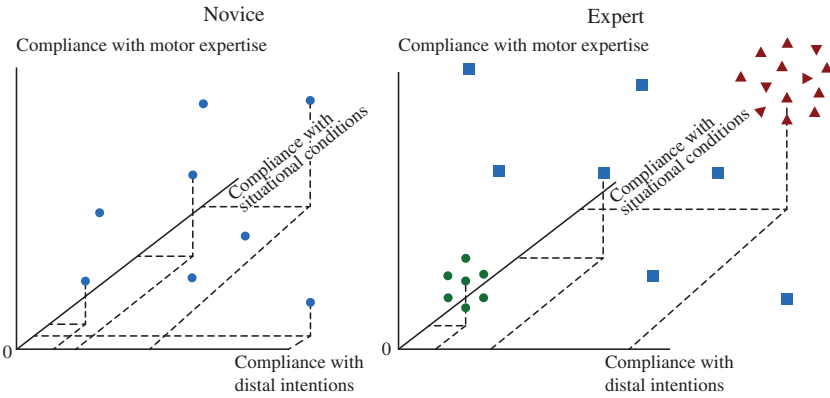 Novice
Compliance with motor expertise
Compliance with
situational conditions
0
Compliance with
distal intentions
Expert
Compliance with motor expertise
Compliance with
situational conditions
0
Compliance with
distal intentions